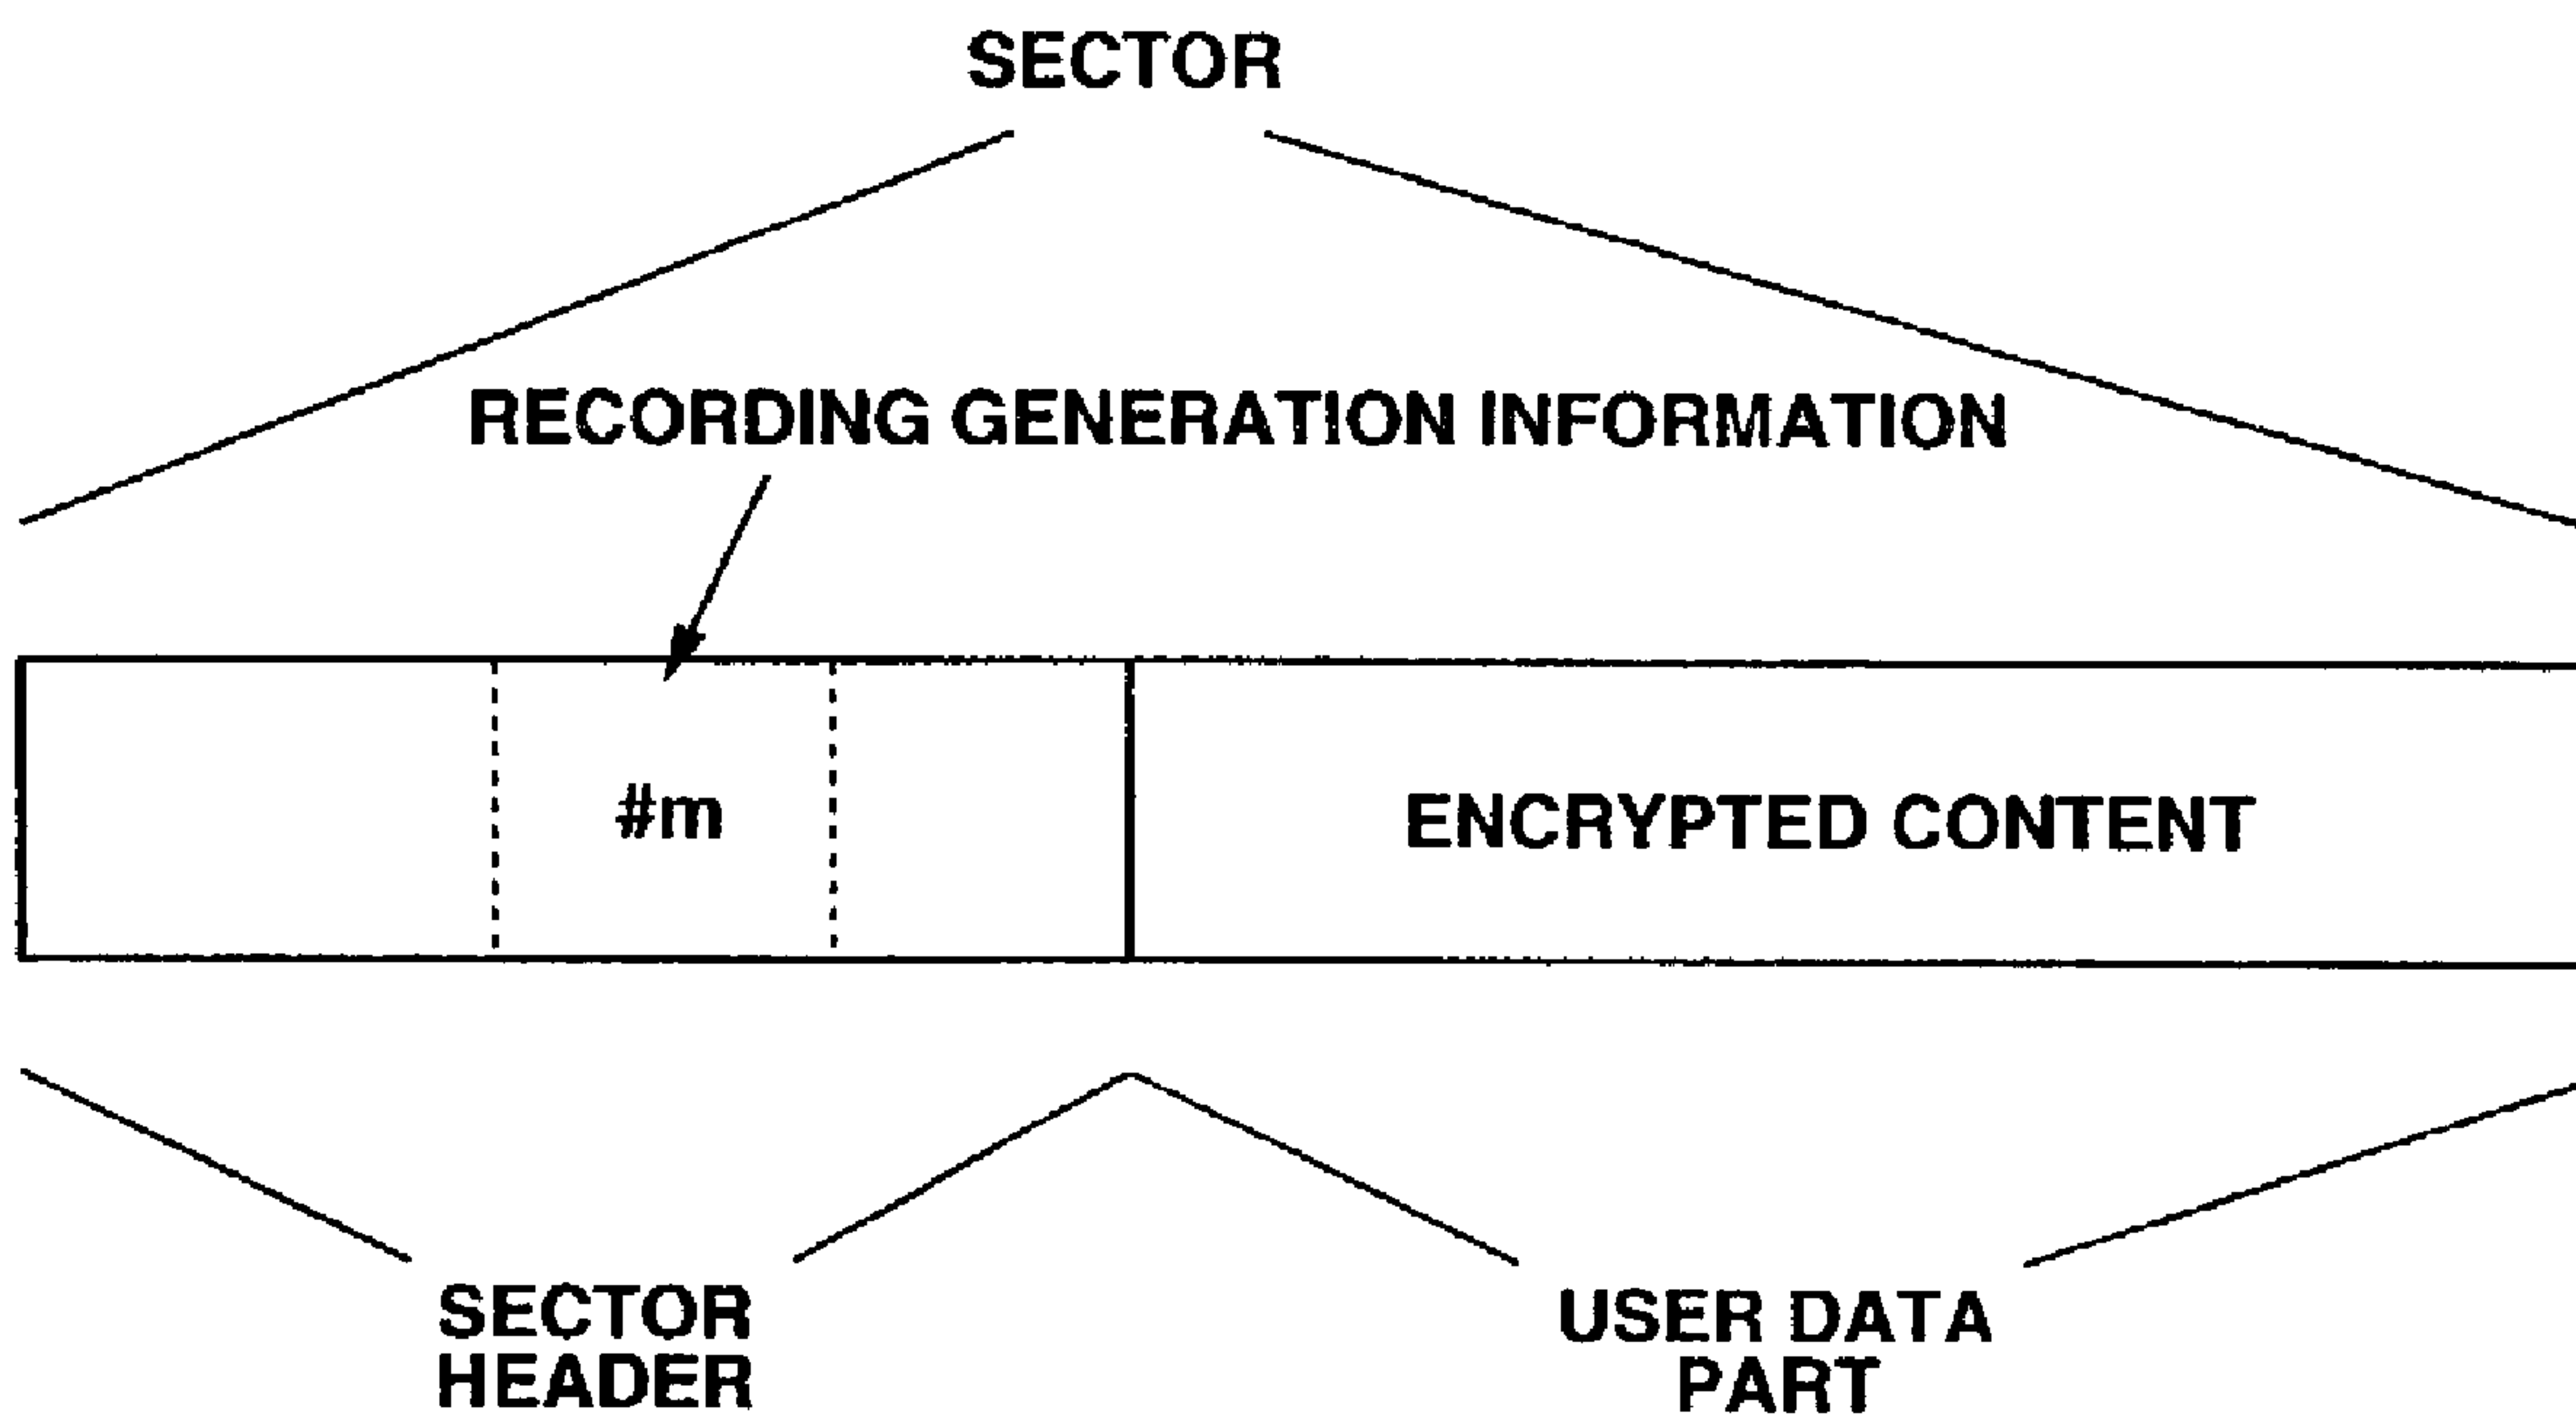 SECTOR
RECORDING GENERATION INFORMATION
#m
ENCRYPTED CONTENT
SECTOR
HEADER
USER DATA
PART